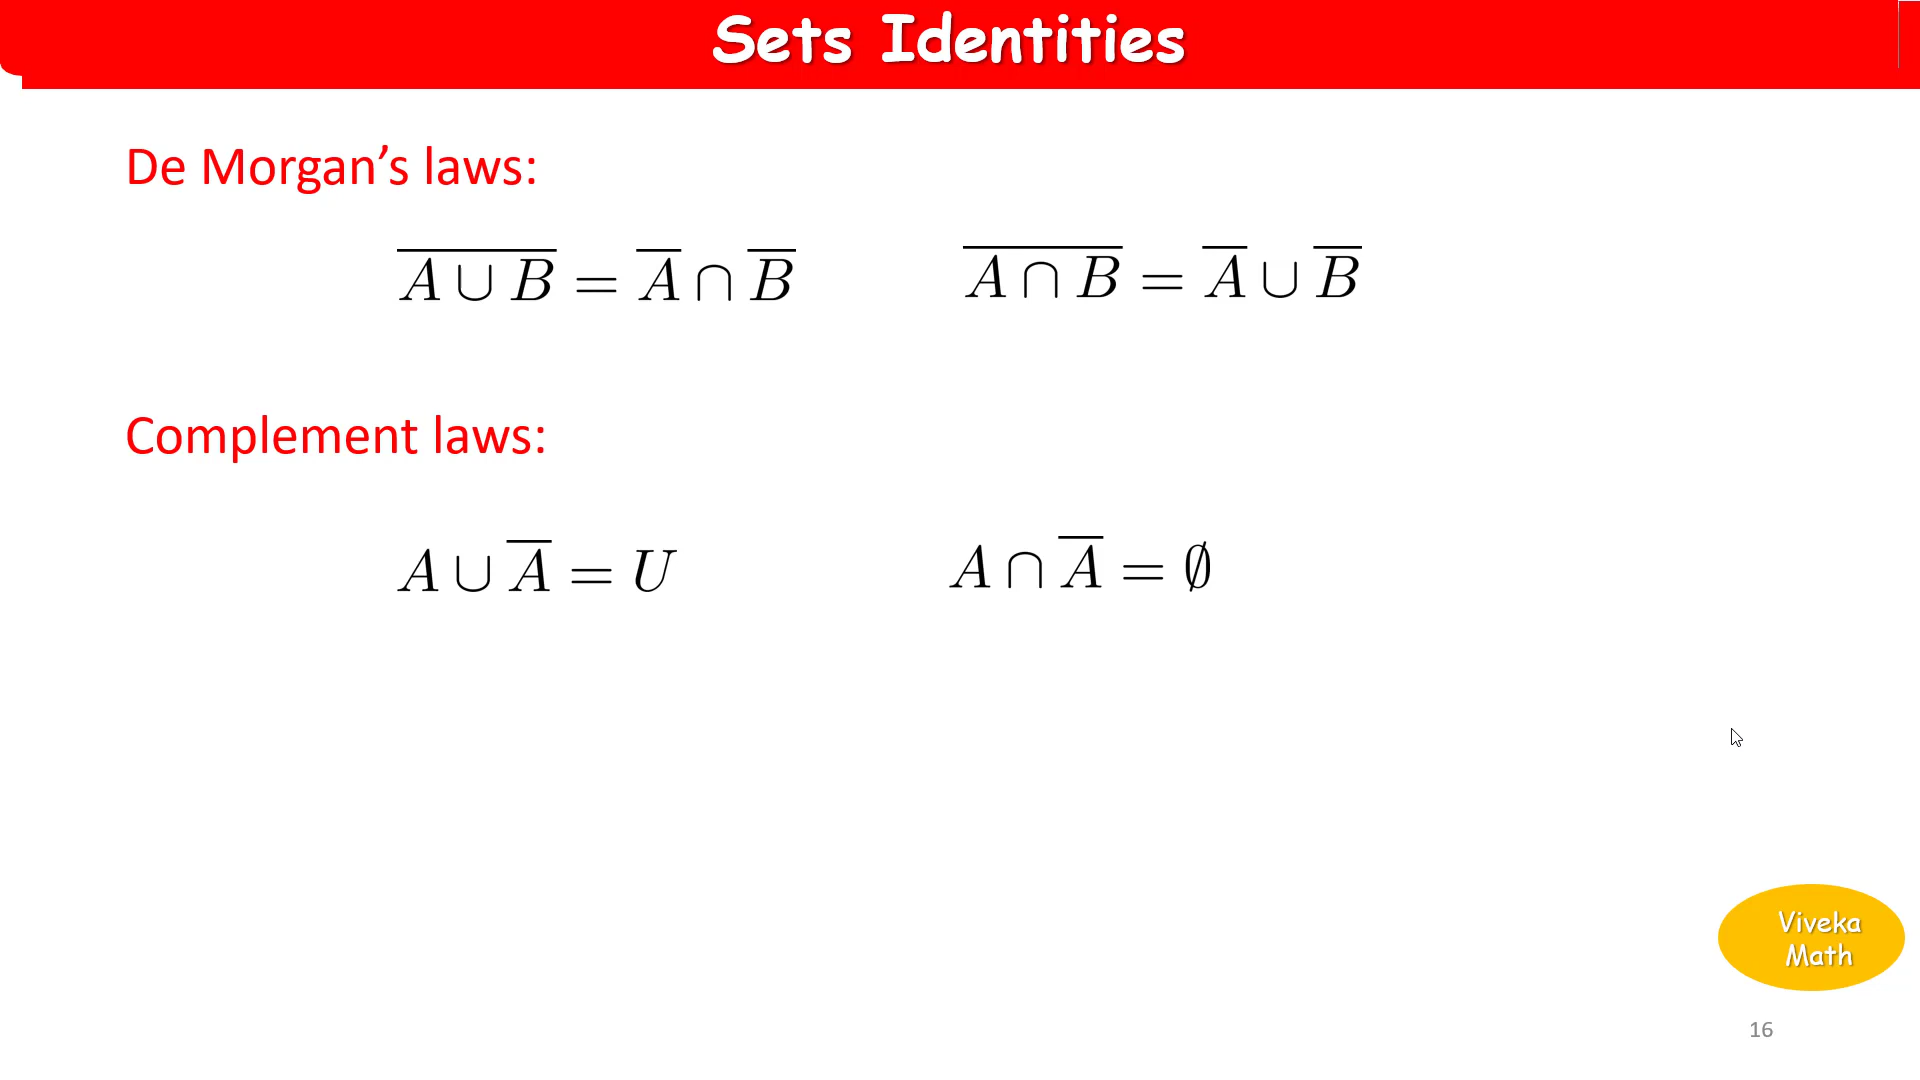 Sets Identities
De Morgan’s laws:
$\overline{A \cup B} = \overline{A} \cap \overline{B}$ $\overline{A \cap B} = \overline{A} \cup \overline{B}$
Complement laws:
$A \cup \overline{A} = U$ $A \cap \overline{A} = \emptyset$
Viveka
Math
16